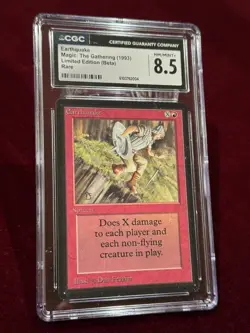 CGC CERTIFIED GUARANTY COMPANY
Earthquake
Magic: The Gathering (1993)
Limited Edition (Beta)
Rare
8.5
Earthquake
X
Sorcery
Does X damage
to each player and
each non-flying
creature in play.